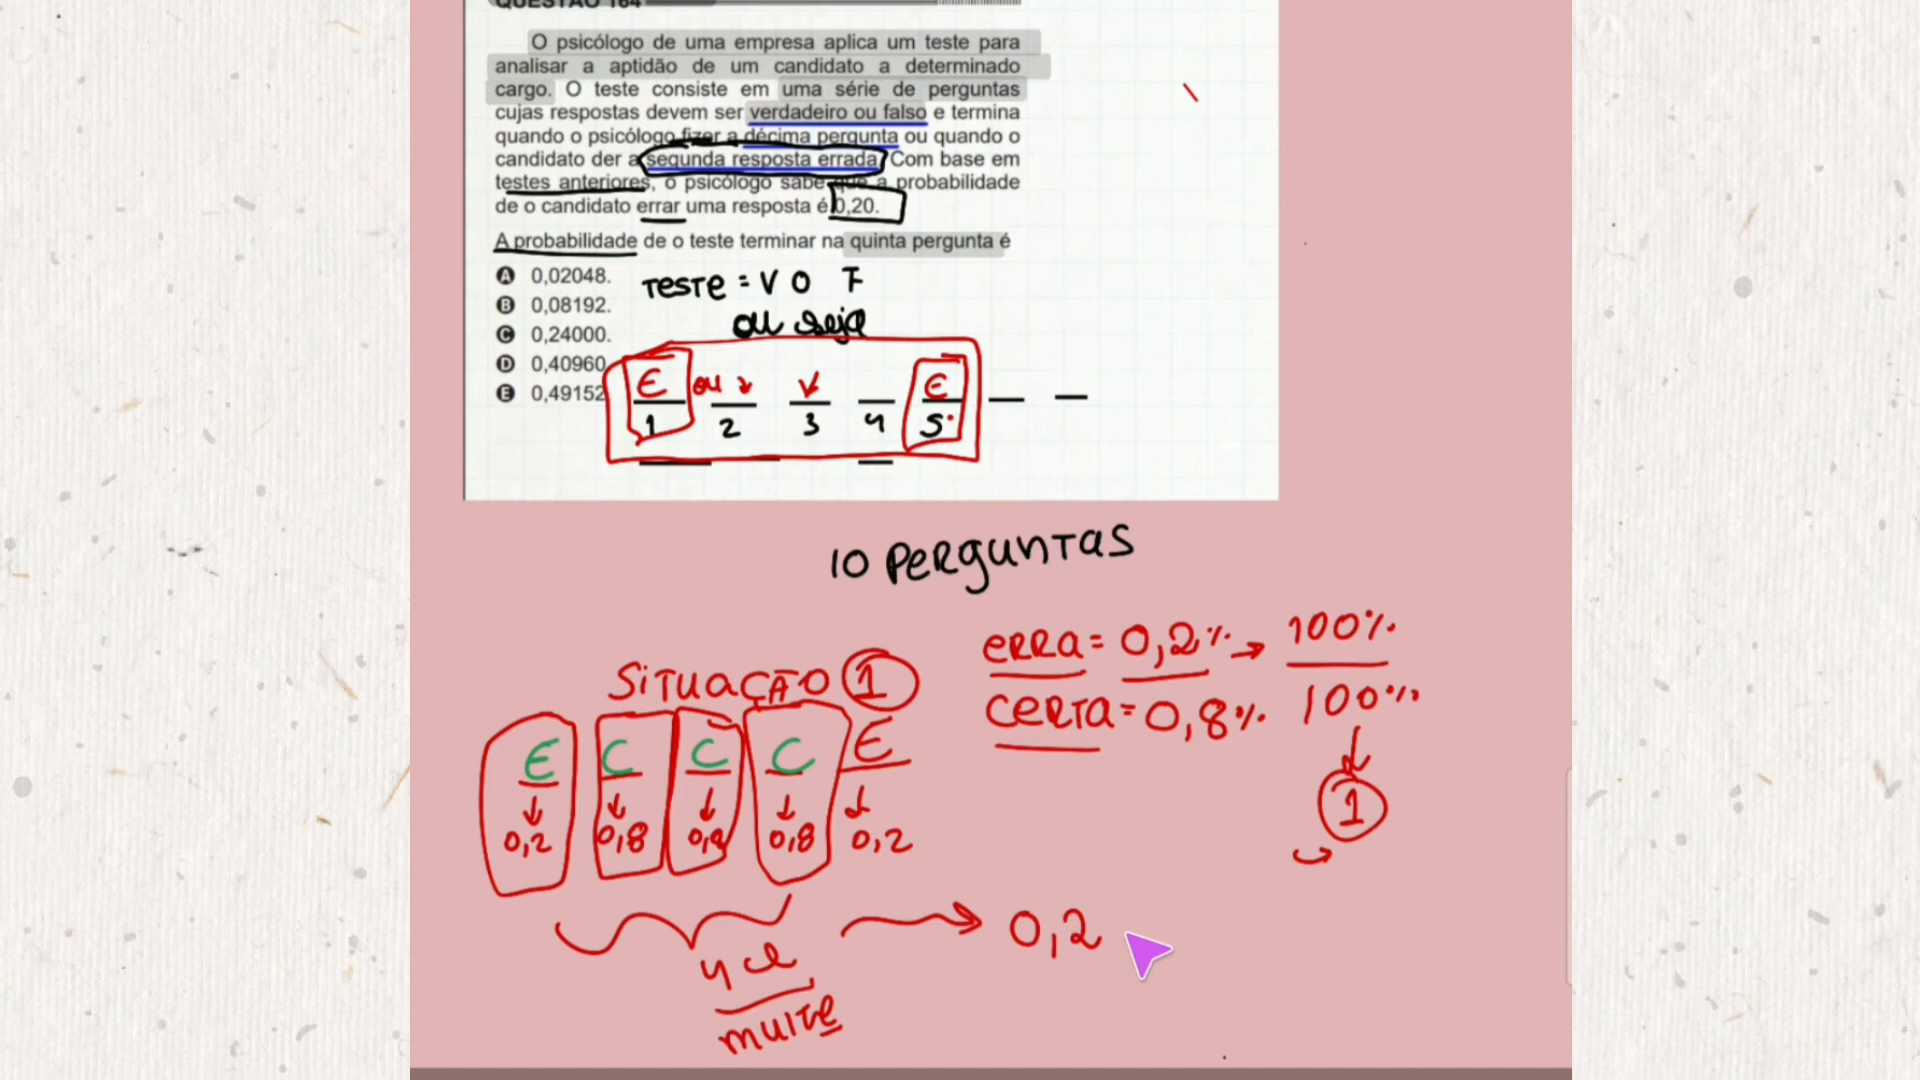 QUESTÃO 164
O psicólogo de uma empresa aplica um teste para
analisar a aptidão de um candidato a determinado
cargo. O teste consiste em uma série de perguntas
cujas respostas devem ser verdadeiro ou falso e termina
quando o psicólogo fizer a décima pergunta ou quando o
candidato der a segunda resposta errada. Com base em
testes anteriores, o psicólogo sabe que a probabilidade
de o candidato errar uma resposta é 0,20.
A probabilidade de o teste terminar na quinta pergunta é
A 0,02048.
B 0,08192.
C 0,24000.
D 0,40960
E 0,49152
TESTE = V O F
ou seja
E ou E
1 2 3 4 5
10 PERGUNTAS
ERRA = 0,2% → 100%
CERTA = 0,8% 100%
1
SITUAÇÃO 1
E C C C E
0,2 0,8 0,8 0,8 0,2
0,2